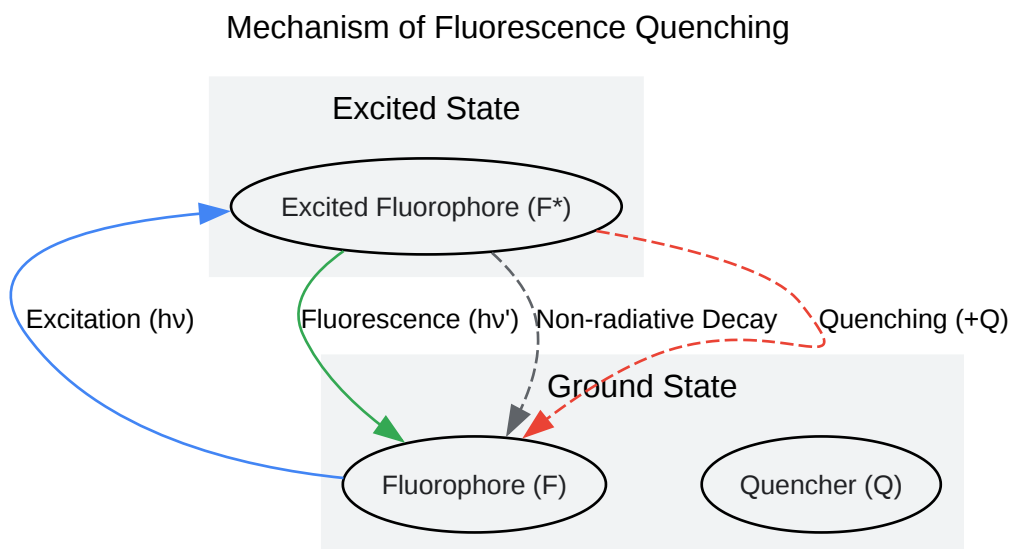 Mechanism of Fluorescence Quenching
Excited State
Excited Fluorophore (F*)
Excitation (hν)
Fluorescence (hν')
Non-radiative Decay
Quenching (+Q)
Ground State
Fluorophore (F)
Quencher (Q)